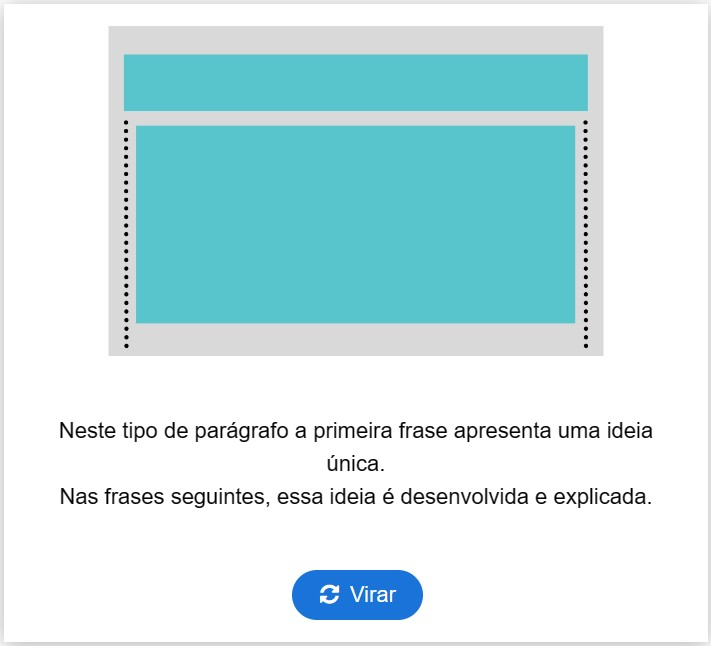 Neste tipo de parágrafo a primeira frase apresenta uma ideia
única.
Nas frases seguintes, essa ideia é desenvolvida e explicada.
Virar